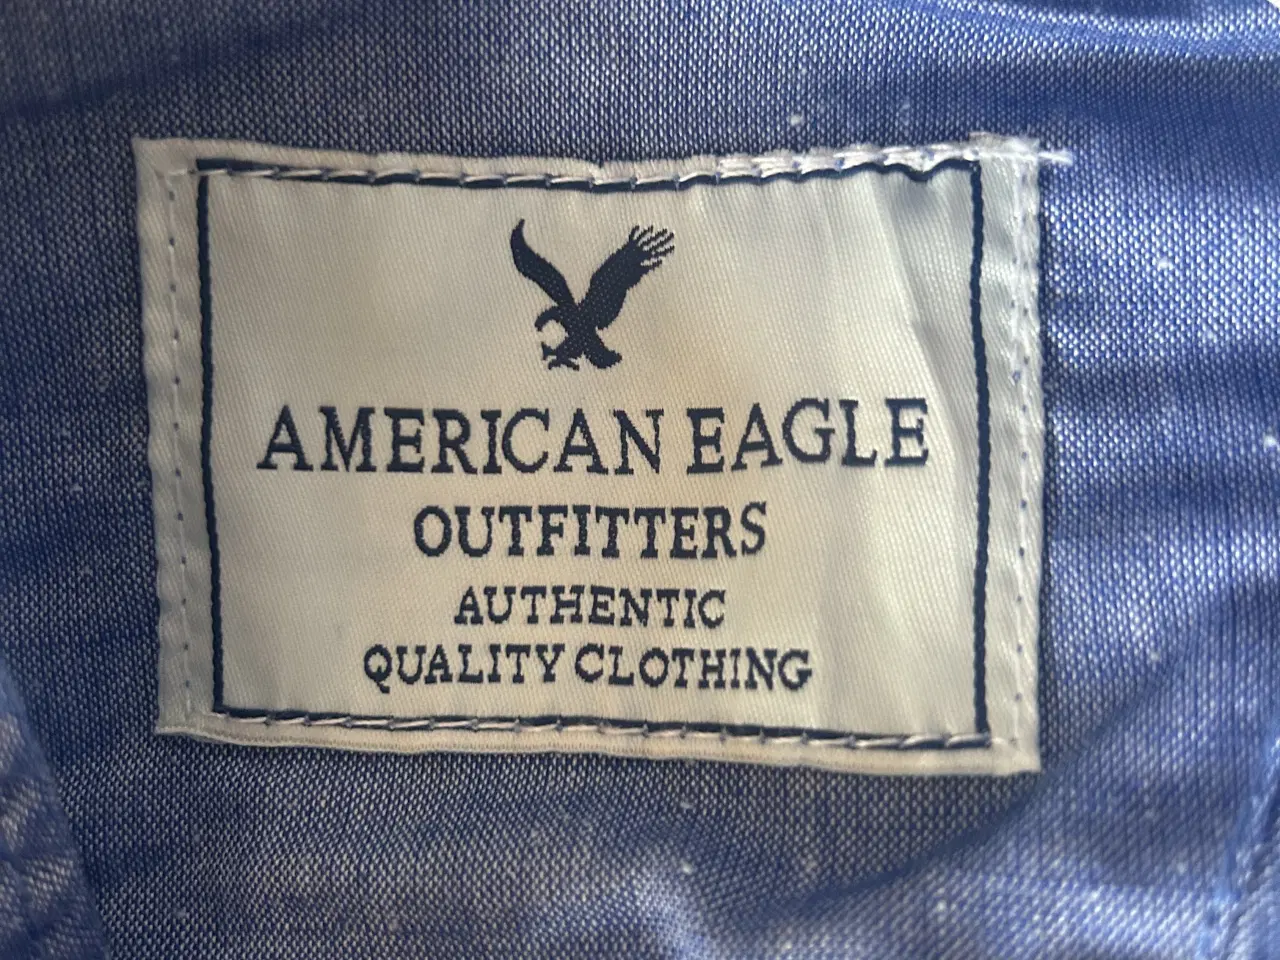 AMERICAN EAGLE
OUTFITTERS
AUTHENTIC
QUALITY CLOTHING